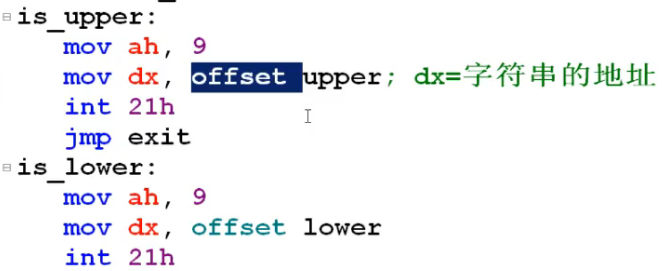 is_upper:
mov ah, 9
mov dx, offset upper; dx=字符串的地址
int 21h
jmp exit
is_lower:
mov ah, 9
mov dx, offset lower
int 21h